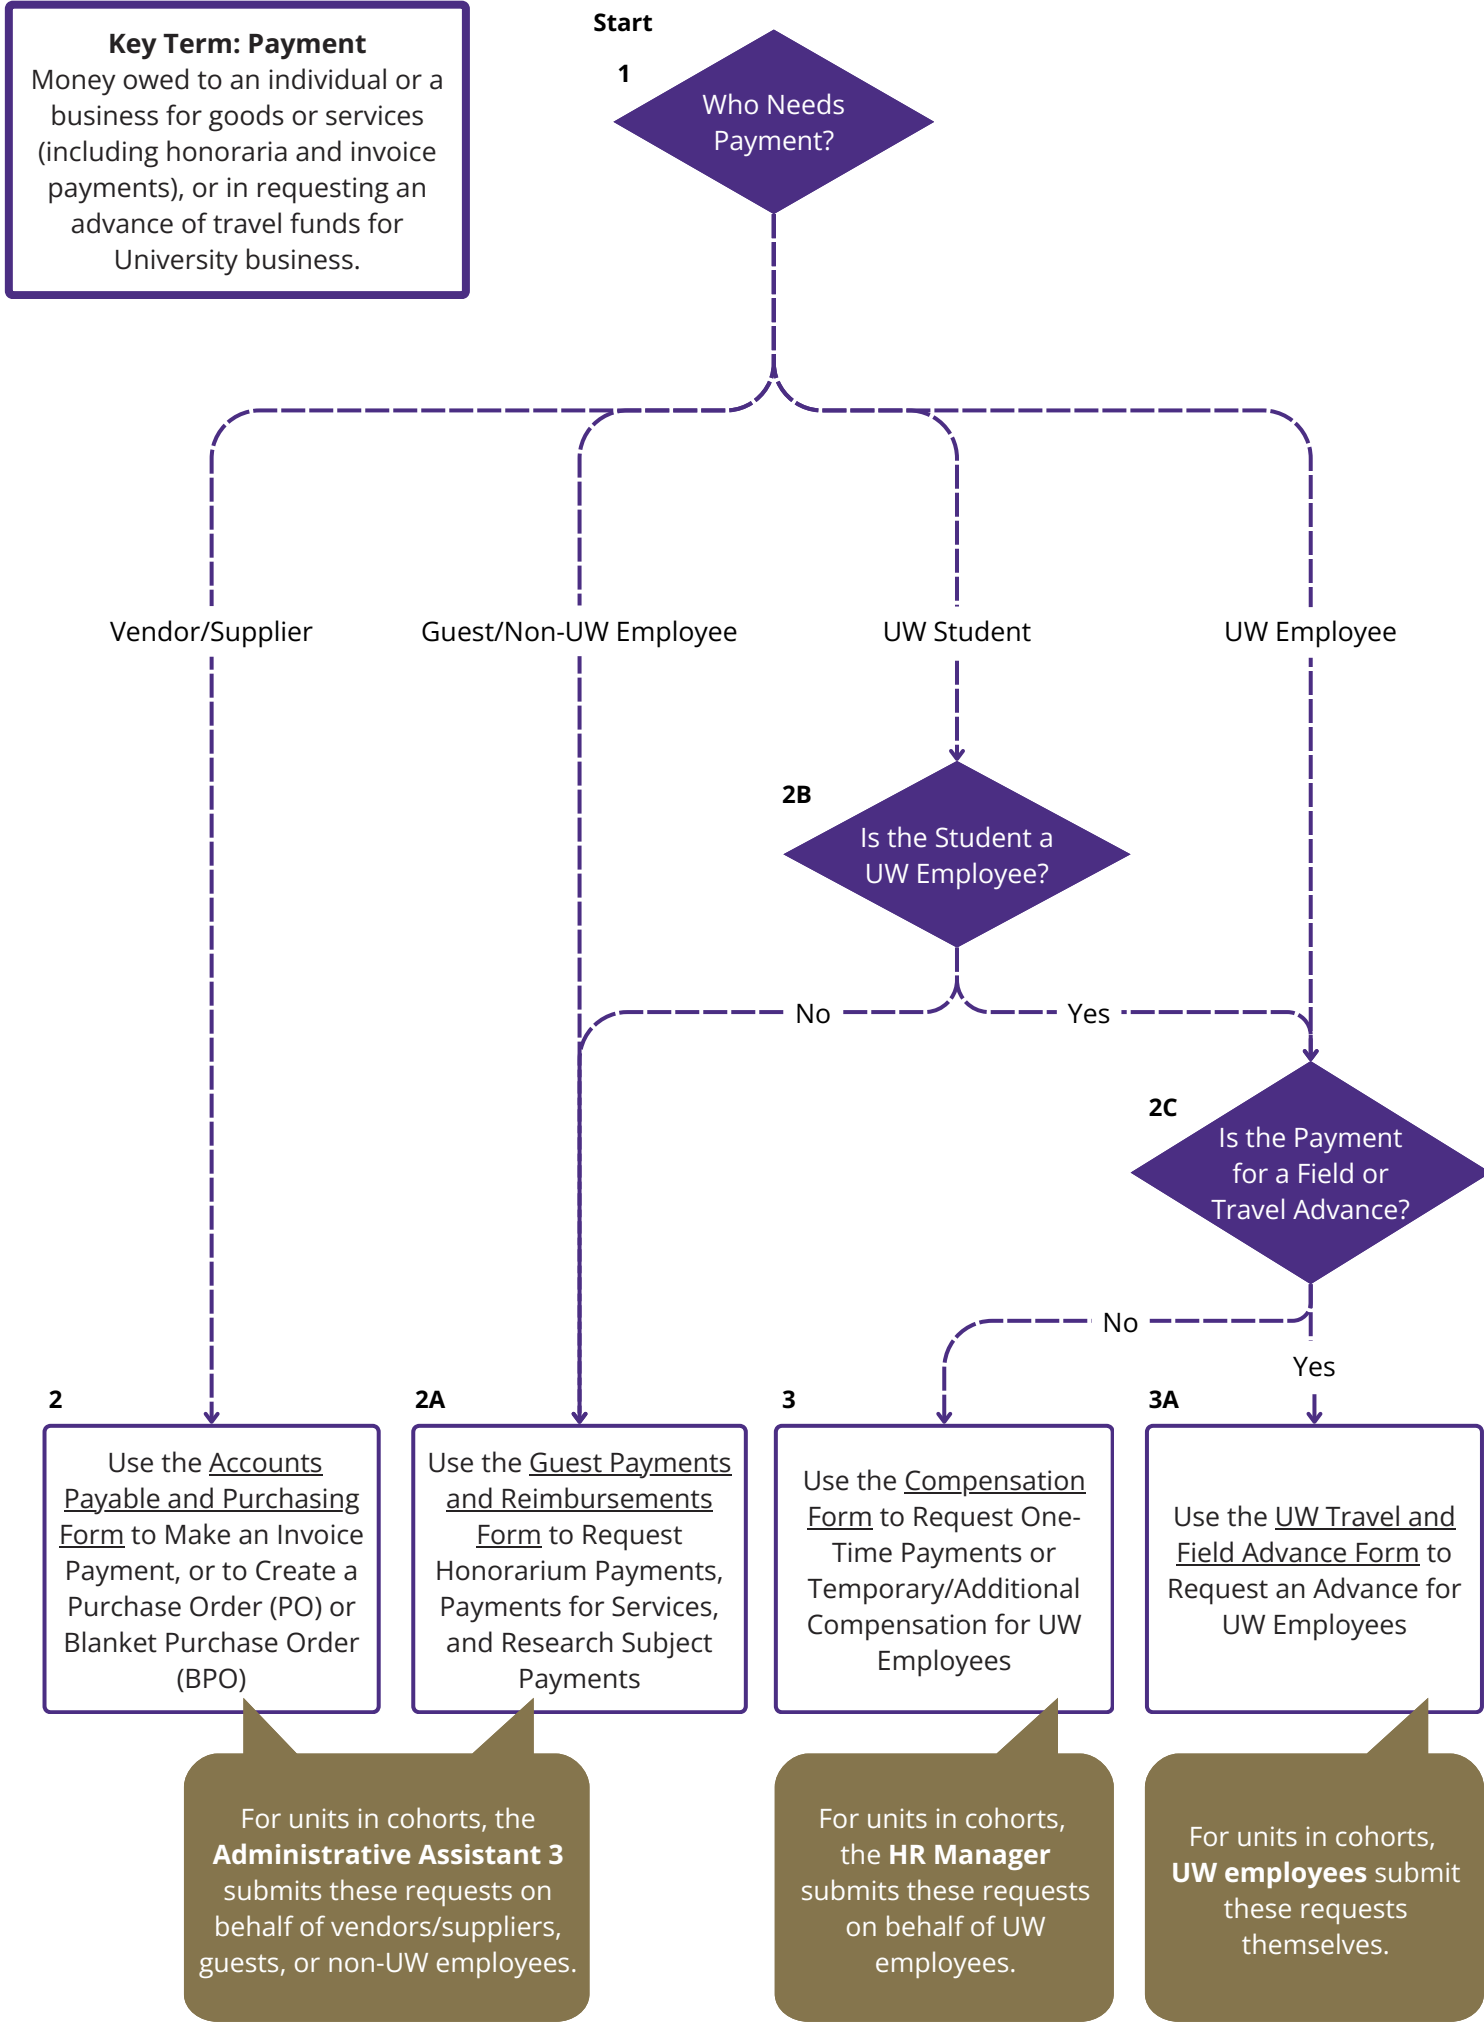 Key Term: Payment
Money owed to an individual or a
business for goods or services
(including honoraria and invoice
payments), or in requesting an
advance of travel funds for
University business.
Start
1
Who Needs
Payment?
Vendor/Supplier
Guest/Non-UW Employee
UW Student
UW Employee
2B
Is the Student a
UW Employee?
No
Yes
2C
Is the Payment
for a Field or
Travel Advance?
No
Yes
2
Use the Accounts
Payable and Purchasing
Form to Make an Invoice
Payment, or to Create a
Purchase Order (PO) or
Blanket Purchase Order
(BPO)
2A
Use the Guest Payments
and Reimbursements
Form to Request
Honorarium Payments,
Payments for Services,
and Research Subject
Payments
3
Use the Compensation
Form to Request One-
Time Payments or
Temporary/Additional
Compensation for UW
Employees
3A
Use the UW Travel and
Field Advance Form to
Request an Advance for
UW Employees
For units in cohorts, the
Administrative Assistant 3
submits these requests on
behalf of vendors/suppliers,
guests, or non-UW employees.
For units in cohorts,
the HR Manager
submits these requests
on behalf of UW
employees.
For units in cohorts,
UW employees submit
these requests
themselves.